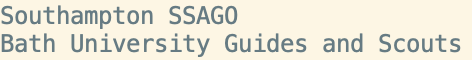 Southampton SSAGO
Bath University Guides and Scouts